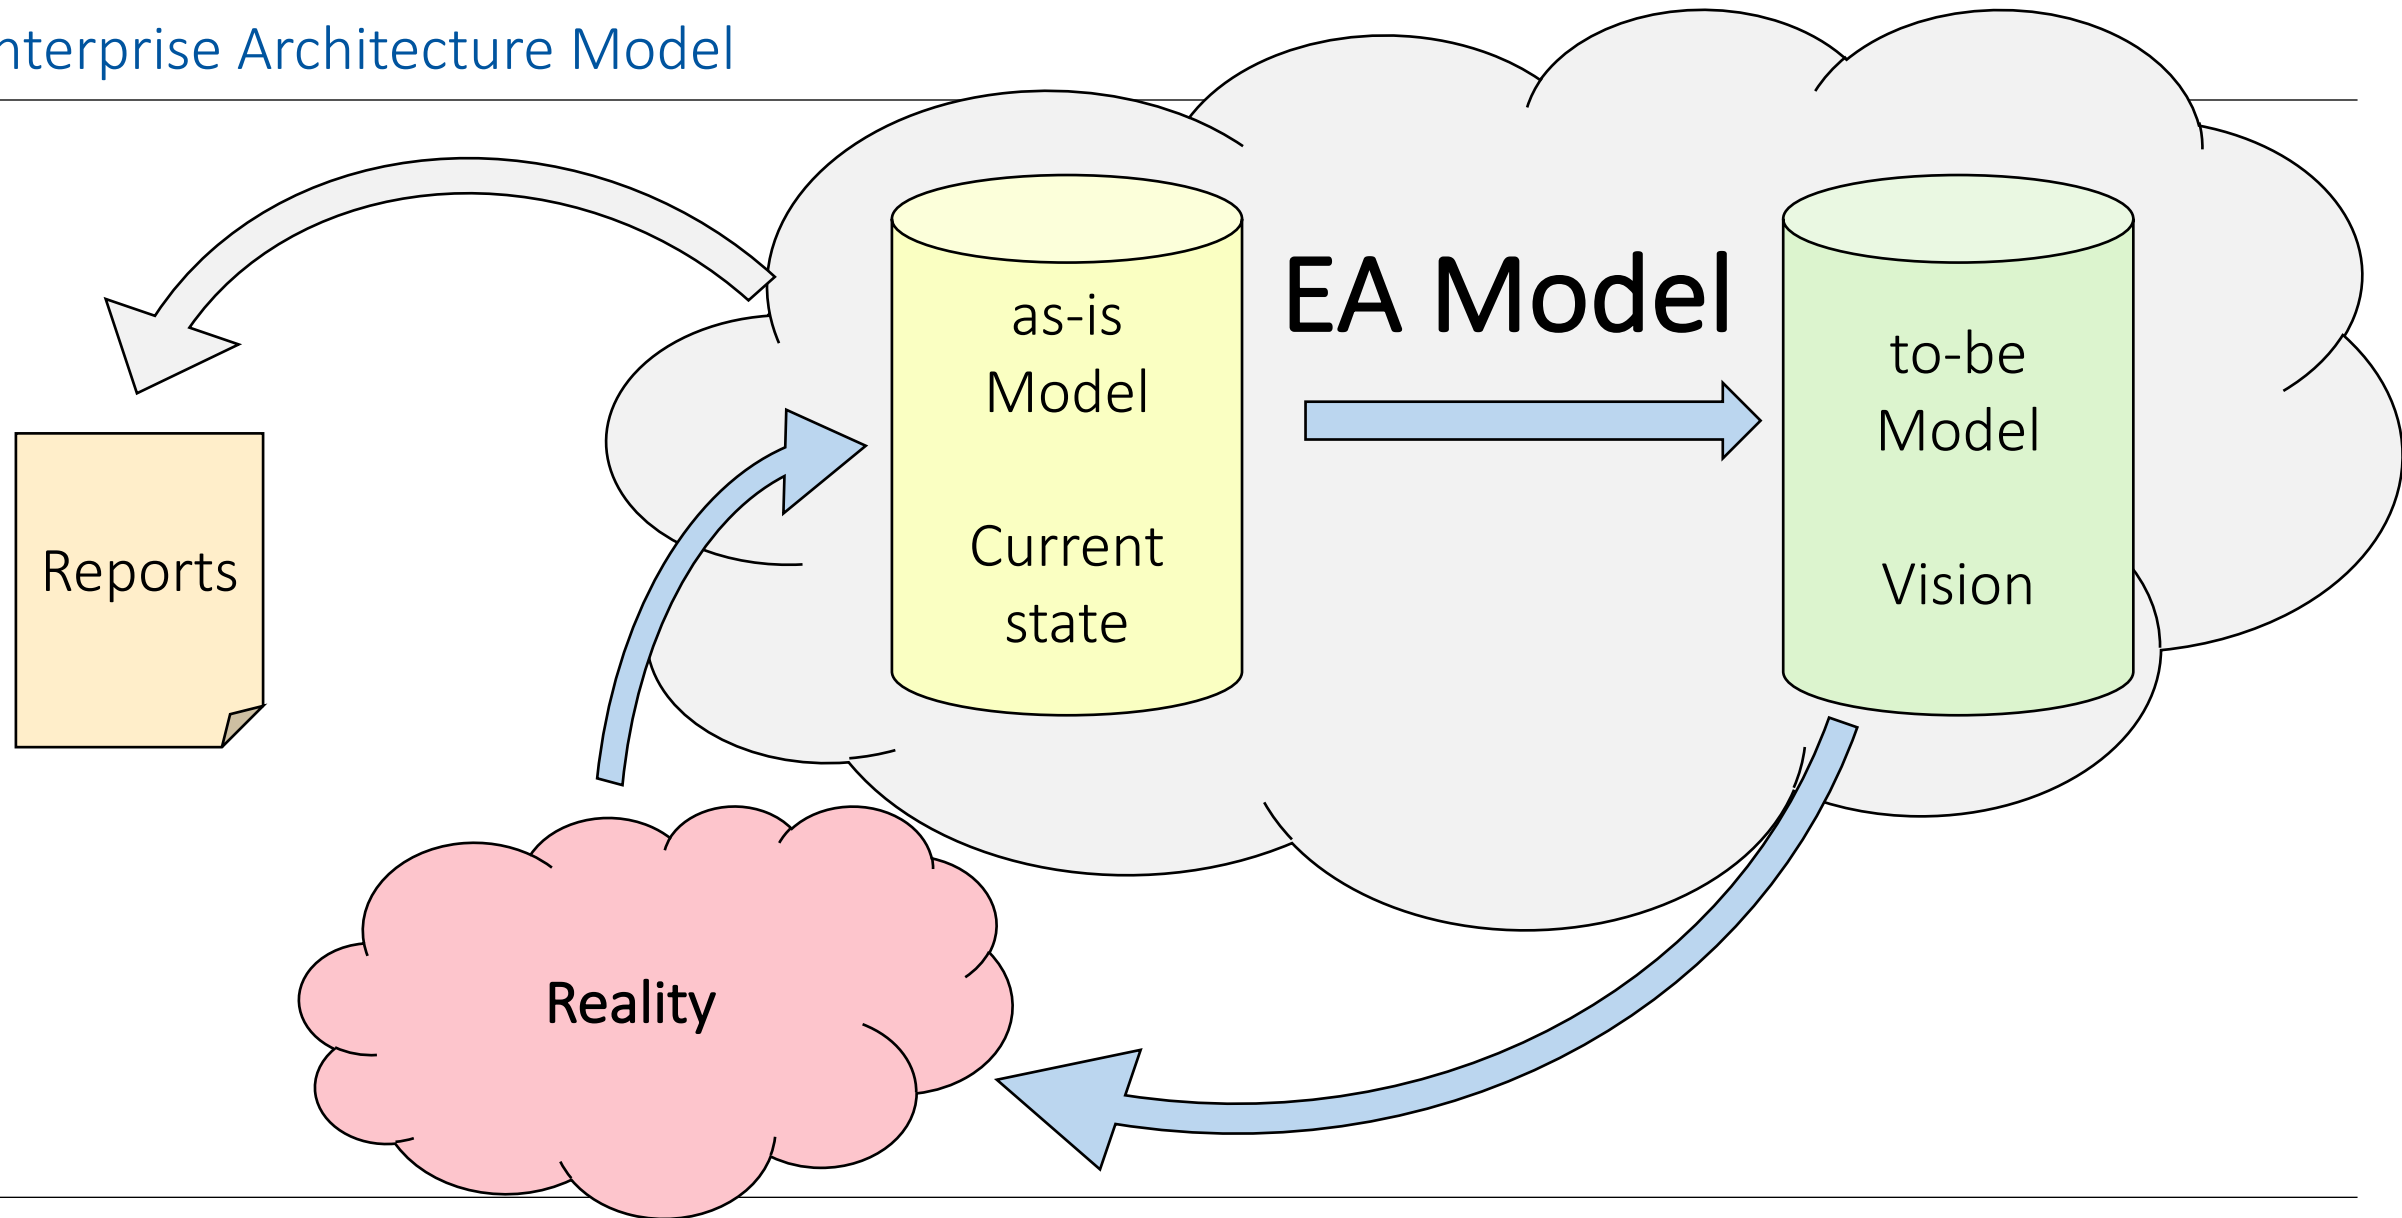 nterprise Architecture Model
EA Model
as-is
Model
Current
state
to-be
Model
Vision
Reports
Reality